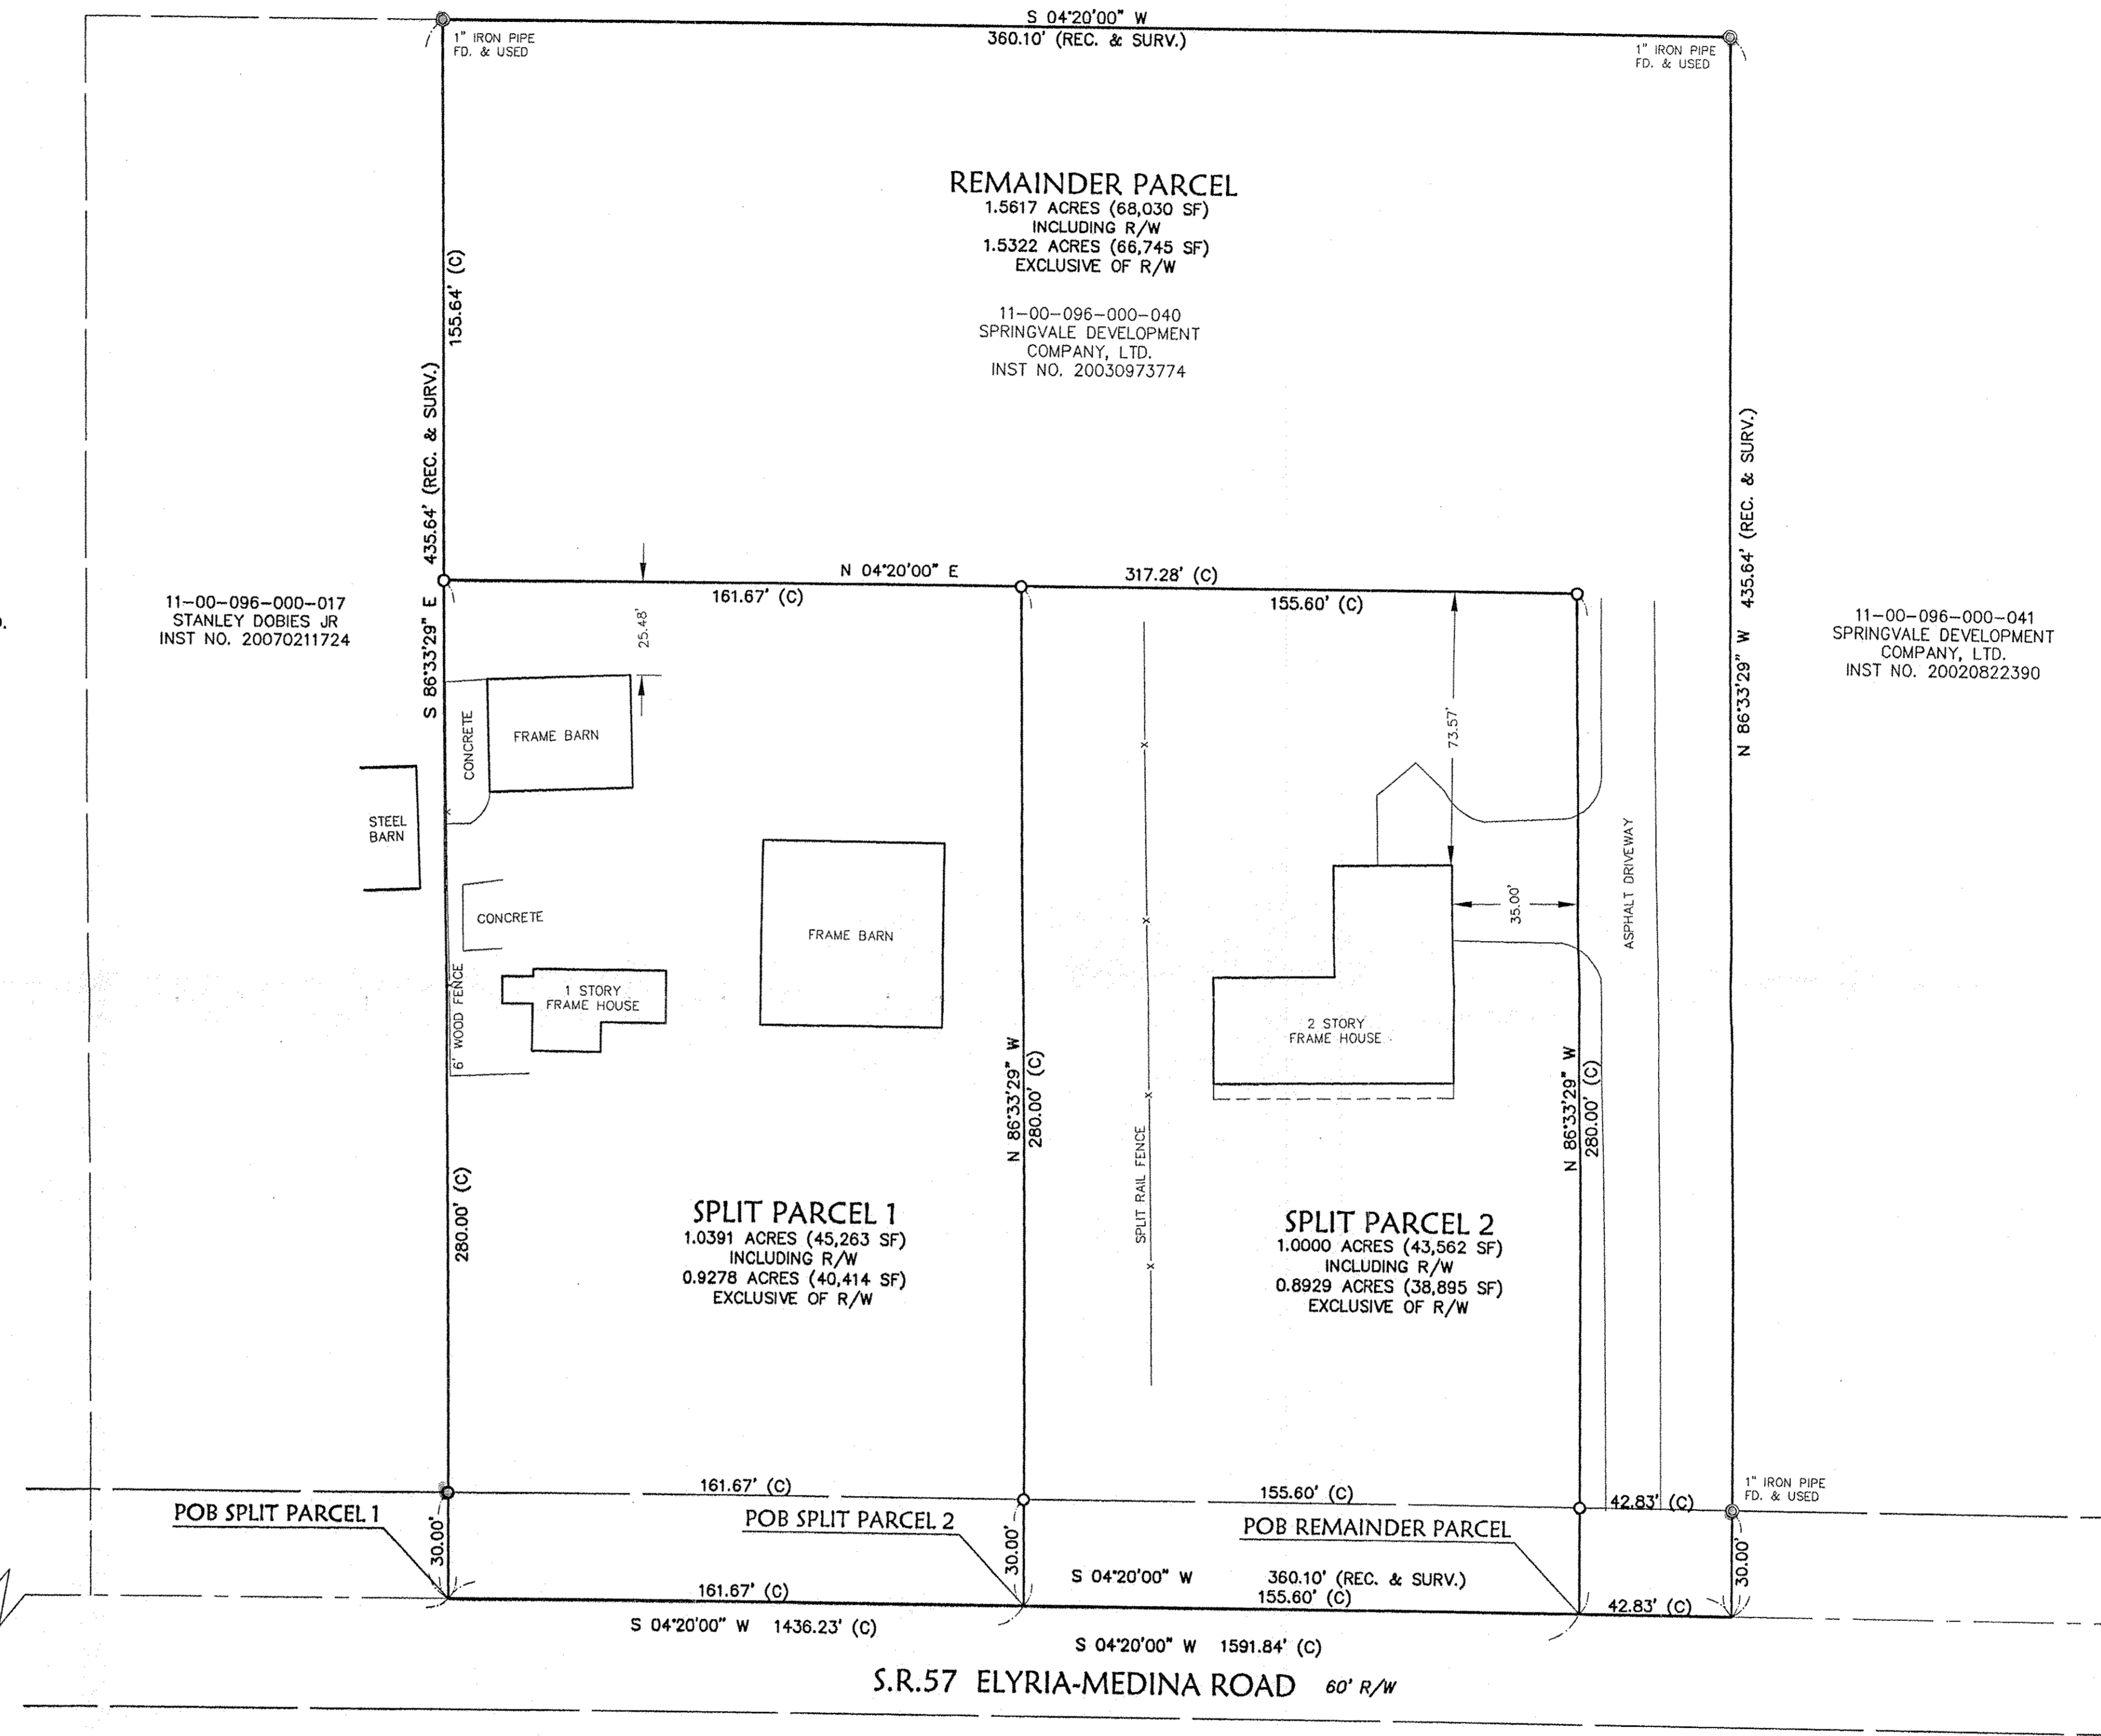 S 04°20'00" W
360.10' (REC. & SURV.)
1" IRON PIPE
FD. & USED
1" IRON PIPE
FD. & USED
REMAINDER PARCEL
1.5617 ACRES (68,030 SF)
INCLUDING R/W
1.5322 ACRES (66,745 SF)
EXCLUSIVE OF R/W
11-00-096-000-040
SPRINGVALE DEVELOPMENT
COMPANY, LTD.
INST NO. 20030973774
155.64' (C)
S 86°33'29" E 435.64' (REC. & SURV.)
N 86°33'29" W 435.64' (REC. & SURV.)
N 04°20'00" E 317.28' (C)
161.67' (C)
155.60' (C)
25.48'
73.57'
11-00-096-000-017
STANLEY DOBIES JR
INST NO. 20070211724
11-00-096-000-041
SPRINGVALE DEVELOPMENT
COMPANY, LTD.
INST NO. 20020822390
CONCRETE
FRAME BARN
STEEL
BARN
CONCRETE
FRAME BARN
35.00'
ASPHALT DRIVEWAY
6' WOOD FENCE
1 STORY
FRAME HOUSE
2 STORY
FRAME HOUSE
N 86°33'29" W
280.00' (C)
N 86°33'29" W
280.00' (C)
280.00' (C)
SPLIT RAIL FENCE
SPLIT PARCEL 1
1.0391 ACRES (45,263 SF)
INCLUDING R/W
0.9278 ACRES (40,414 SF)
EXCLUSIVE OF R/W
SPLIT PARCEL 2
1.0000 ACRES (43,562 SF)
INCLUDING R/W
0.8929 ACRES (38,895 SF)
EXCLUSIVE OF R/W
161.67' (C)
155.60' (C)
42.83' (C)
1" IRON PIPE
FD. & USED
POB SPLIT PARCEL 1
POB SPLIT PARCEL 2
POB REMAINDER PARCEL
30.00'
30.00'
30.00'
S 04°20'00" W 360.10' (REC. & SURV.)
161.67' (C)
155.60' (C)
42.83' (C)
S 04°20'00" W 1436.23' (C)
S 04°20'00" W 1591.84' (C)
S.R.57 ELYRIA-MEDINA ROAD 60' R/W